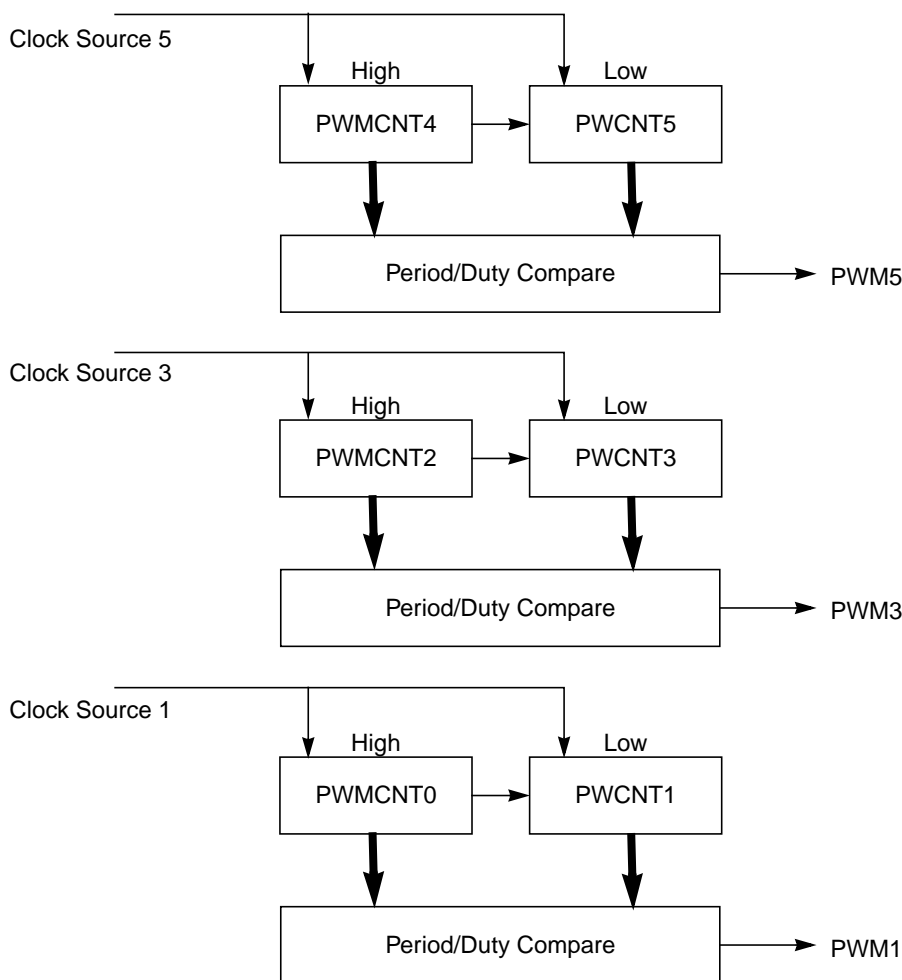 Clock Source 5
High Low
PWMCNT4 PWCNT5
Period/Duty Compare PWM5
Clock Source 3
High Low
PWMCNT2 PWCNT3
Period/Duty Compare PWM3
Clock Source 1
High Low
PWMCNT0 PWCNT1
Period/Duty Compare PWM1